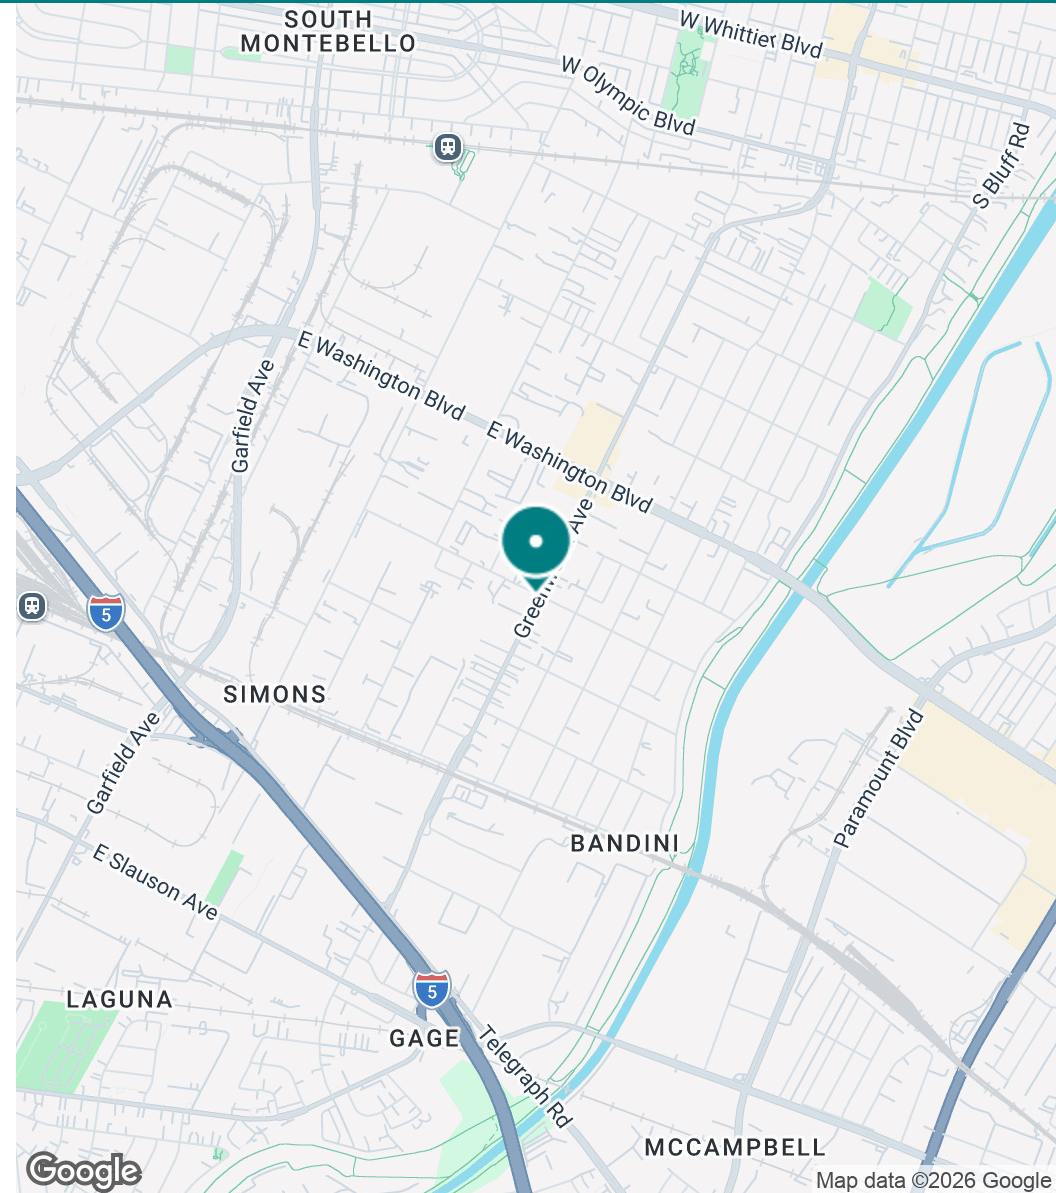 SOUTH
MONTEBELLO
W Whittier Blvd
W Olympic Blvd
S Bluff Rd
E Washington Blvd
Garfield Ave
E Washington Blvd
Ave
5
SIMONS
Garfield Ave
Paramount Blvd
BANDINI
E Slauson Ave
5
LAGUNA
GAGE
Telegraph Rd
MCCAMPBELL
Google
Map data ©2026 Google